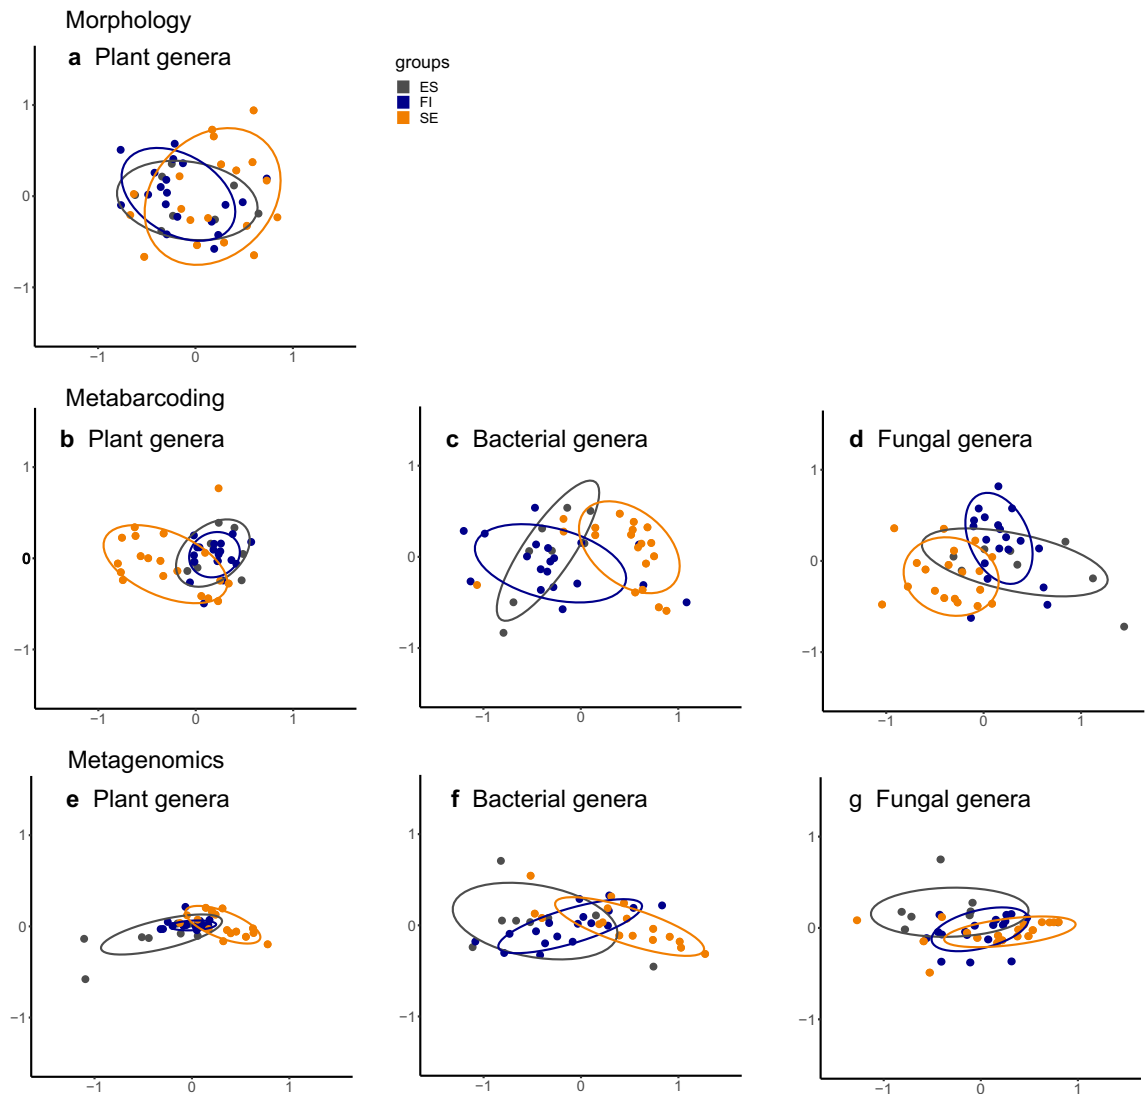 Morphology
a Plant genera
groups
ES
FI
SE
1
0
−1
−1 0 1
Metabarcoding
b Plant genera
1
0
−1
−1 0 1
c Bacterial genera
1
0
−1
−1 0 1
d Fungal genera
1
0
−1
−1 0 1
Metagenomics
e Plant genera
1
0
−1
−1 0 1
f Bacterial genera
1
0
−1
−1 0 1
g Fungal genera
1
0
−1
−1 0 1